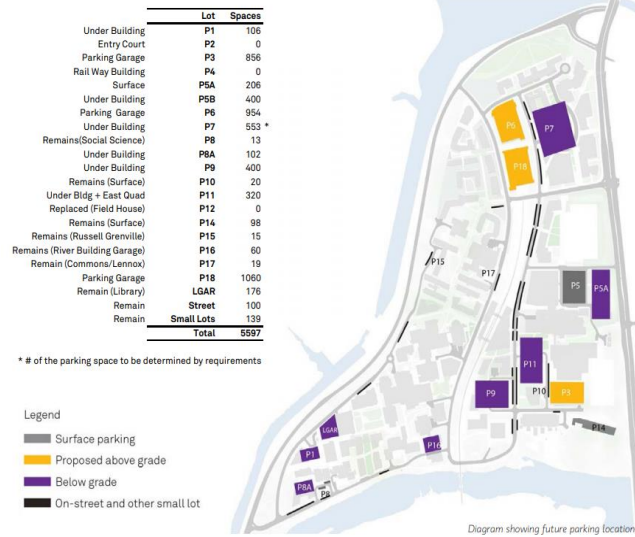 Lot Spaces
Under Building P1 106
Entry Court P2 0
Parking Garage P3 856
Rail Way Building P4 0
Surface P5A 206
Under Building P5B 400
Parking Garage P6 954
Under Building P7 553 *
Remains(Social Science) P8 13
Under Building P8A 102
Under Building P9 400
Remains (Surface) P10 20
Under Bldg + East Quad P11 320
Replaced (Field House) P12 0
Remains (Surface) P14 98
Remains (Russell Grenville) P15 15
Remains (River Building Garage) P16 60
Remain (Commons/Lennox) P17 19
Parking Garage P18 1060
Remain (Library) LGAR 176
Remain Street 100
Remain Small Lots 139
Total 5597
* # of the parking space to be determined by requirements
Legend
Surface parking
Proposed above grade
Below grade
On-street and other small lot
P6
P7
P18
P15
P17
P5
P5A
P11
P9
P10
P3
P14
LGAR
P16
P1
P8A
P8
Diagram showing future parking location